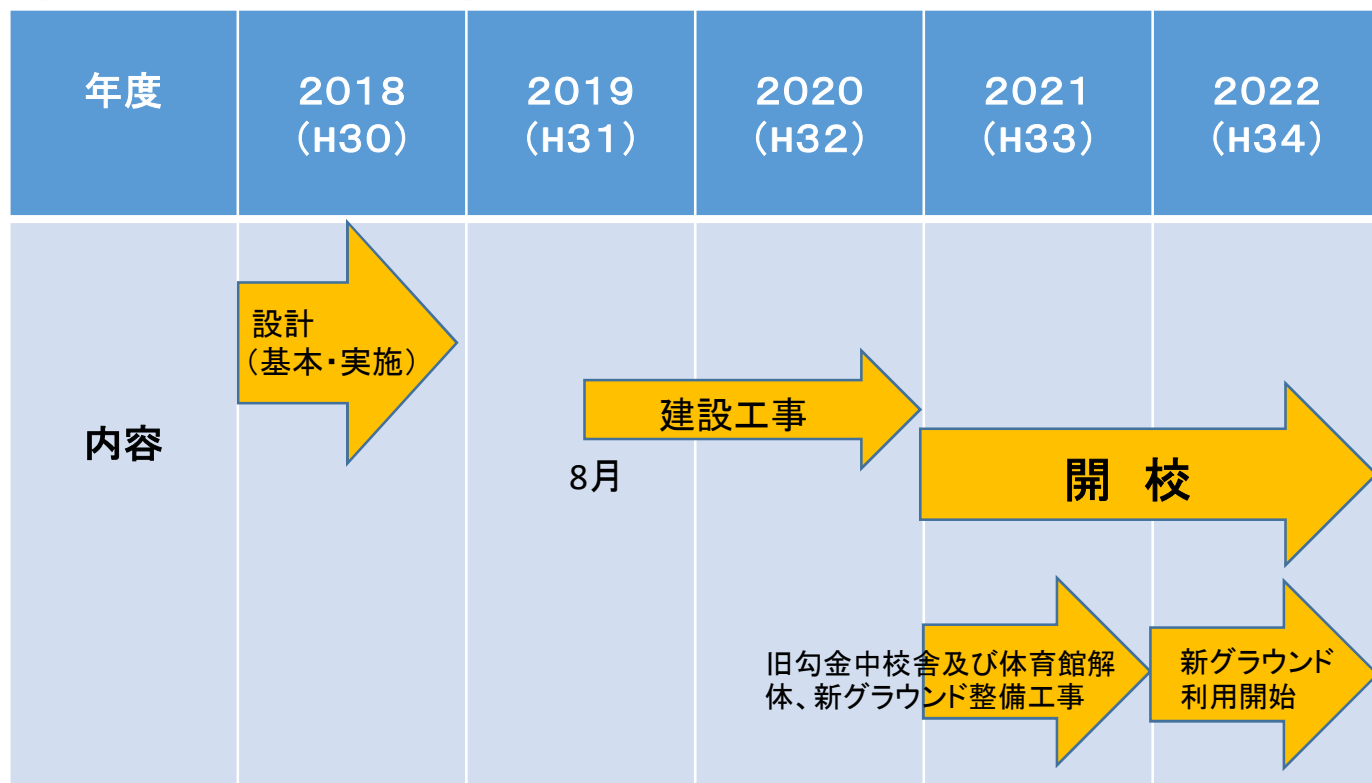 年度
2018
(H30)
2019
(H31)
2020
(H32)
2021
(H33)
2022
(H34)
内容
設計
(基本・実施)
建設工事
8月
開 校
旧勾金中校舎及び体育館解
体、新グラウンド整備工事
新グラウンド
利用開始